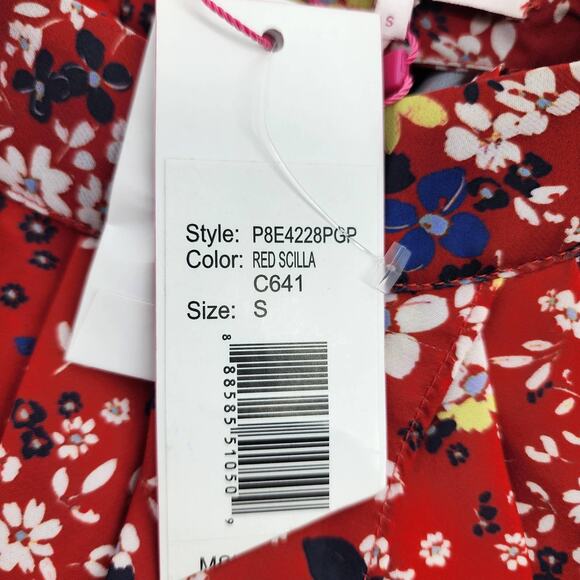 S
Style: P8E4228PGP
Color: RED SCILLA
C641
Size: S
8 88585 51050 9